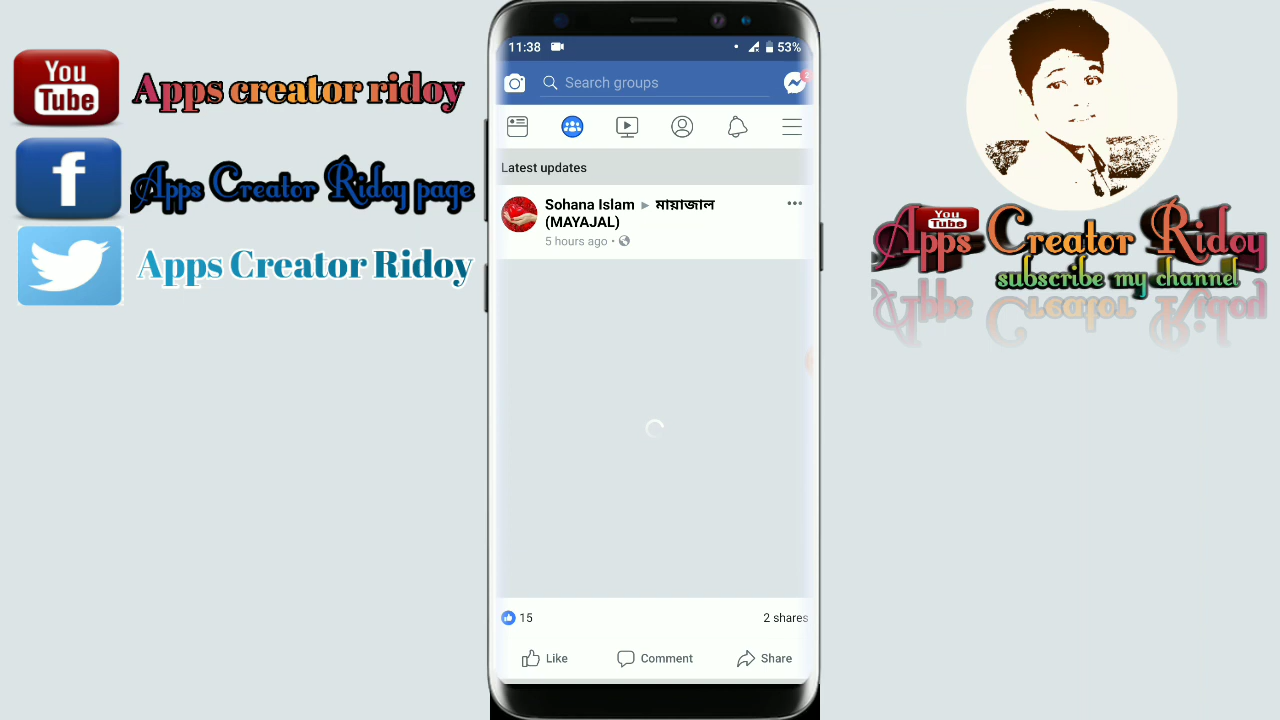 You
Tube
Apps creator ridoy
f
Apps Creator Ridoy page
Apps Creator Ridoy
11:38
53%
Search groups
2
Latest updates
Sohana Islam ▸ মায়াজাল
(MAYAJAL)
5 hours ago •
15
2 shares
Like
Comment
Share
You
Tube
Apps Creator Ridoy
subscribe my channel